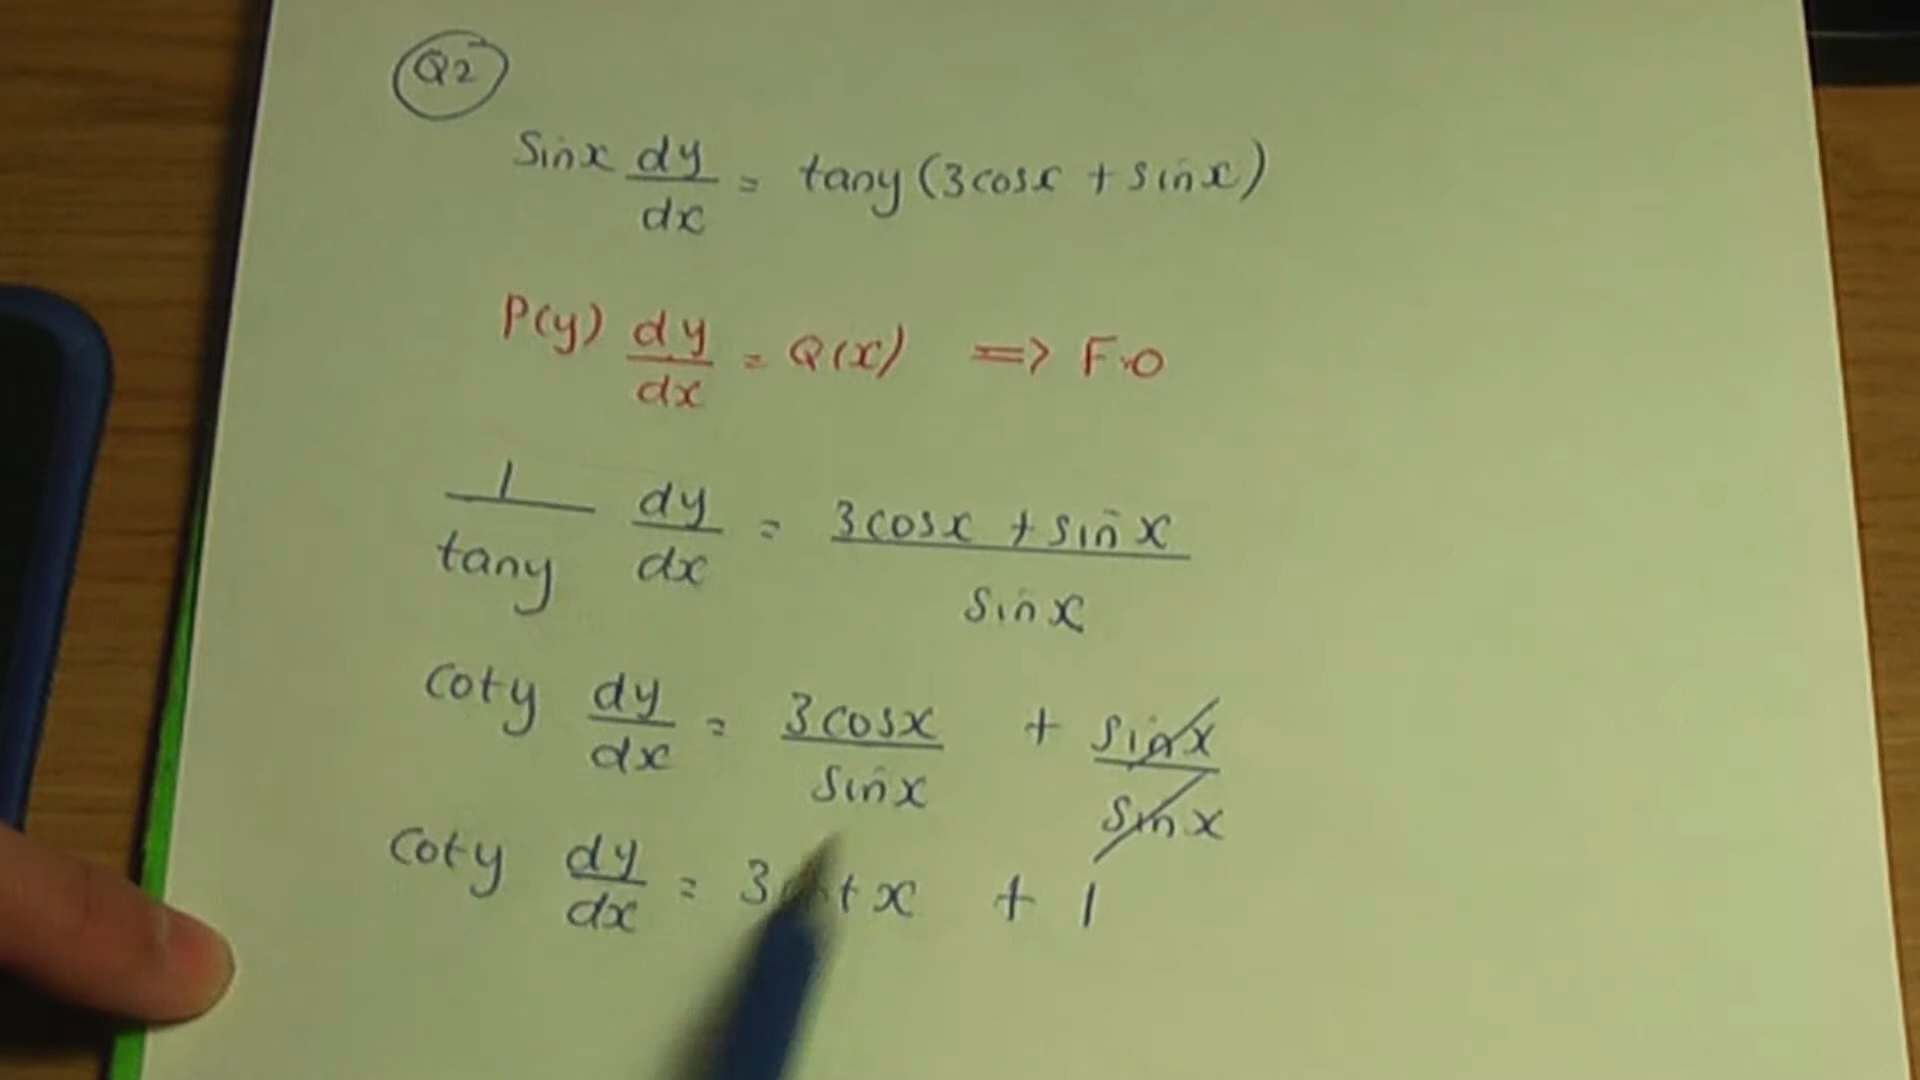 Q2
Sinx dy/dx = tany (3cosx + sinx)
P(y) dy/dx = Q(x) => F.O
1/tany dy/dx = 3cosx + sinx / sinx
Coty dy/dx = 3cosx/sinx + sinx/sinx
Coty dy/dx = 3 x + 1